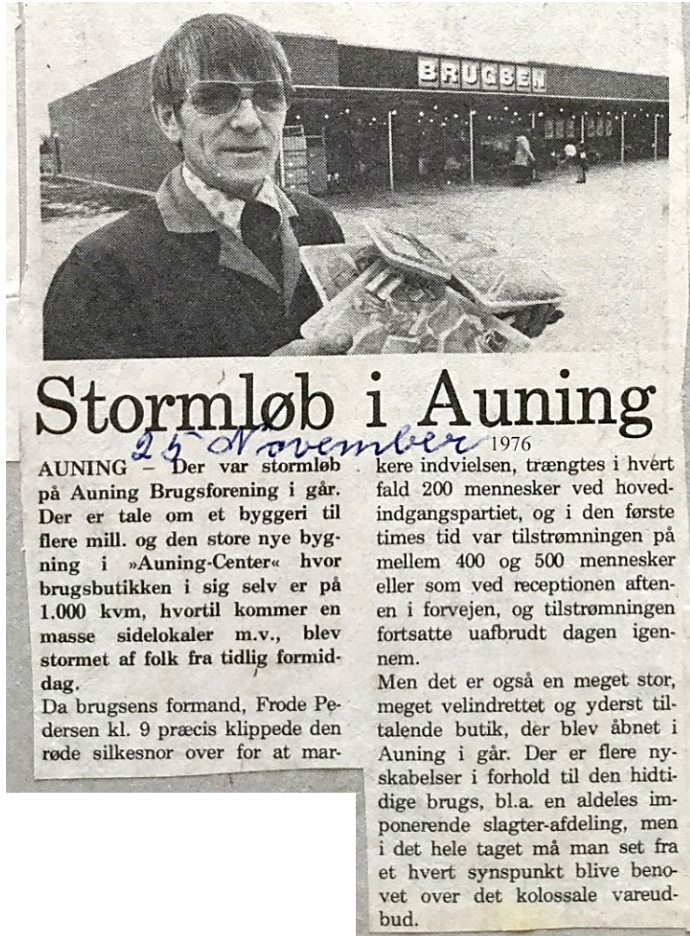 BRUGSEN
Stormløb i Auning
25 November 1976
AUNING – Der var stormløb
på Auning Brugsforening i går.
Der er tale om et byggeri til
flere mill. og den store nye byg-
ning i »Auning-Center« hvor
brugsbutikken i sig selv er på
1.000 kvm, hvortil kommer en
masse sidelokaler m.v., blev
stormet af folk fra tidlig formid-
dag.
Da brugsens formand, Frode Pe-
dersen kl. 9 præcis klippede den
røde silkesnor over for at mar-
kere indvielsen, trængtes i hvert
fald 200 mennesker ved hoved-
indgangspartiet, og i den første
times tid var tilstrømningen på
mellem 400 og 500 mennesker
eller som ved receptionen aften-
en i forvejen, og tilstrømningen
fortsatte uafbrudt dagen igen-
nem.
Men det er også en meget stor,
meget velindrettet og yderst til-
talende butik, der blev åbnet i
Auning i går. Der er flere ny-
skabelser i forhold til den hidti-
dige brugs, bl.a. en aldeles im-
ponerende slagter-afdeling, men
i det hele taget må man set fra
et hvert synspunkt blive beno-
vet over det kolossale vareud-
bud.